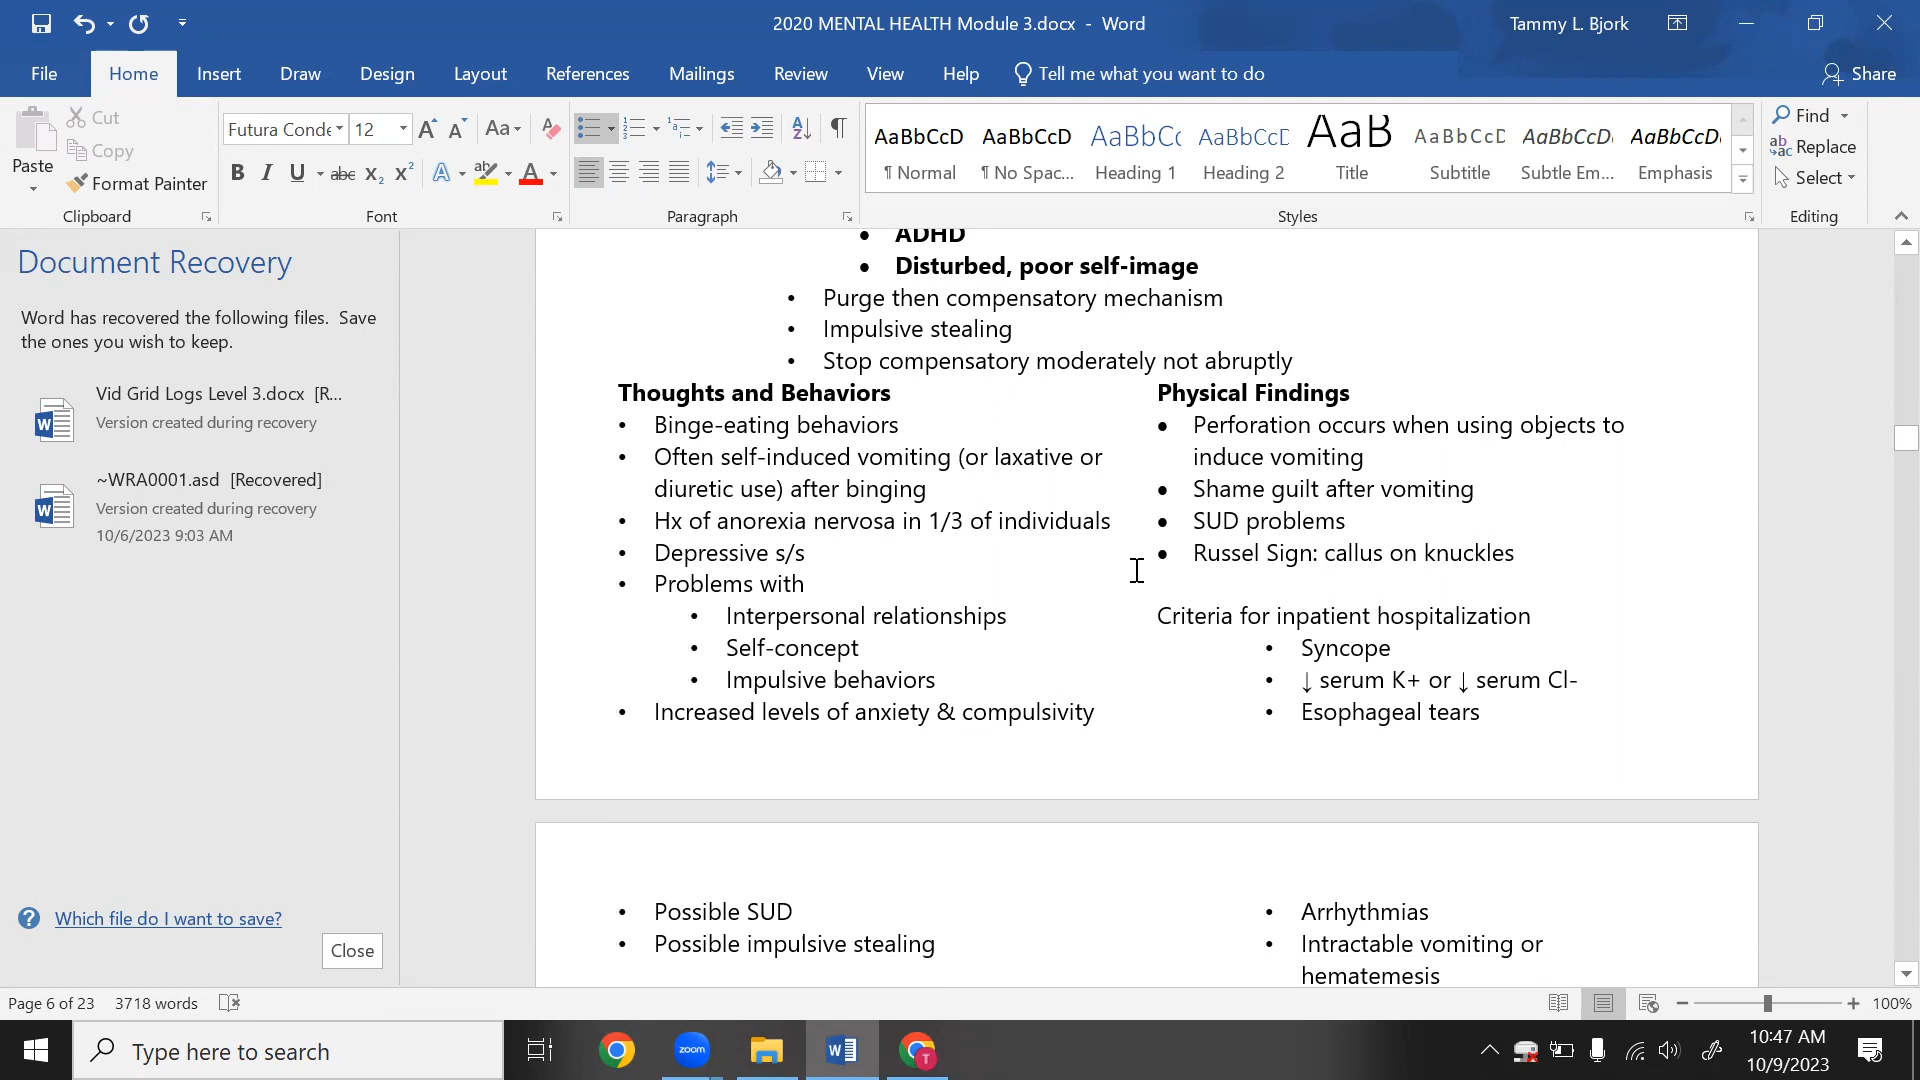 2020 MENTAL HEALTH Module 3.docx - Word
Tammy L. Bjork
File Home Insert Draw Design Layout References Mailings Review View Help Tell me what you want to do Share
Paste
Cut
Copy
Format Painter
Clipboard
Futura Conde 12
Font
Paragraph
AaBbCcD AaBbCcD AaBbCc AaBbCcD AaB AaBbCcD AaBbCcD AaBbCcD
¶ Normal ¶ No Spac... Heading 1 Heading 2 Title Subtitle Subtle Em... Emphasis
Styles
Find
Replace
Select
Editing
Document Recovery
Word has recovered the following files. Save
the ones you wish to keep.
Vid Grid Logs Level 3.docx [R...
Version created during recovery
~WRA0001.asd [Recovered]
Version created during recovery
10/6/2023 9:03 AM
Which file do I want to save?
Close
• ADHD
• Disturbed, poor self-image
• Purge then compensatory mechanism
• Impulsive stealing
• Stop compensatory moderately not abruptly
Thoughts and Behaviors
• Binge-eating behaviors
• Often self-induced vomiting (or laxative or
diuretic use) after binging
• Hx of anorexia nervosa in 1/3 of individuals
• Depressive s/s
• Problems with
• Interpersonal relationships
• Self-concept
• Impulsive behaviors
• Increased levels of anxiety & compulsivity
Physical Findings
• Perforation occurs when using objects to
induce vomiting
• Shame guilt after vomiting
• SUD problems
• Russel Sign: callus on knuckles
Criteria for inpatient hospitalization
• Syncope
• ↓ serum K+ or ↓ serum Cl-
• Esophageal tears
• Possible SUD
• Possible impulsive stealing
• Arrhythmias
• Intractable vomiting or
hematemesis
Page 6 of 23 3718 words
100%
Type here to search
zoom
10:47 AM
10/9/2023